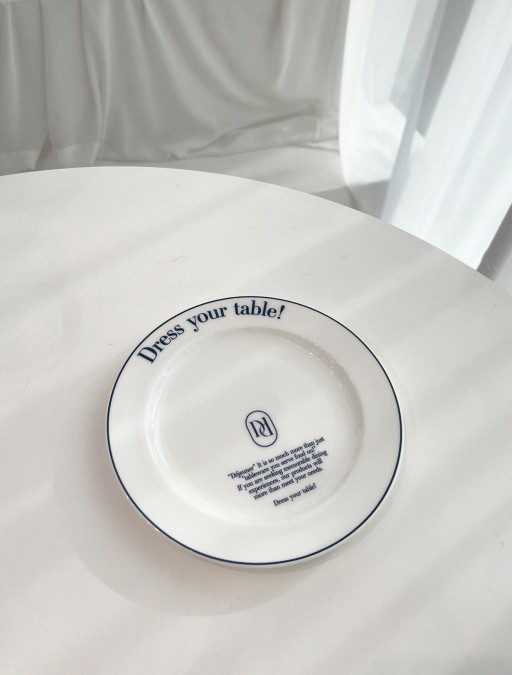 Dress your table!
"Dejeuner" It is so much more than just
"tableware you serve food on".
If you are seeking memorable dining
experiences, our products will
more than meet your needs.
Dress your table!